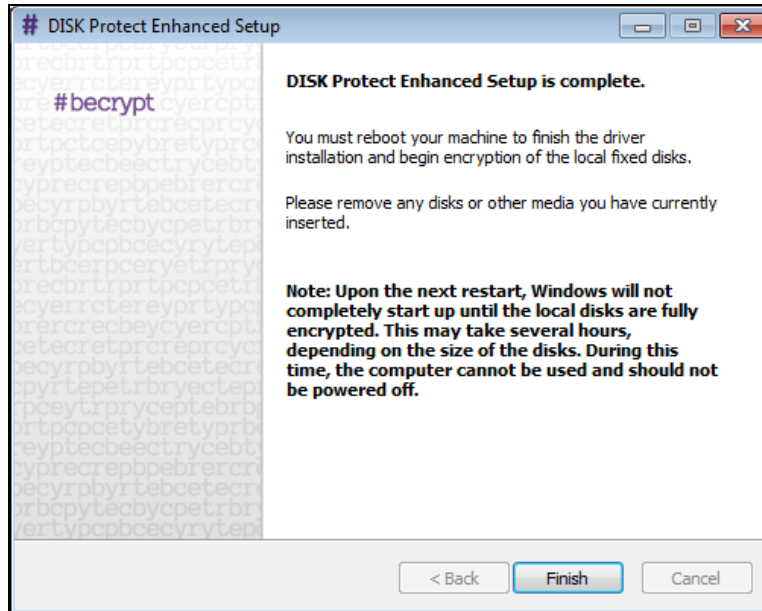 # DISK Protect Enhanced Setup
#becrypt
DISK Protect Enhanced Setup is complete.
You must reboot your machine to finish the driver
installation and begin encryption of the local fixed disks.
Please remove any disks or other media you have currently
inserted.
Note: Upon the next restart, Windows will not
completely start up until the local disks are fully
encrypted. This may take several hours,
depending on the size of the disks. During this
time, the computer cannot be used and should not
be powered off.
< Back
Finish
Cancel